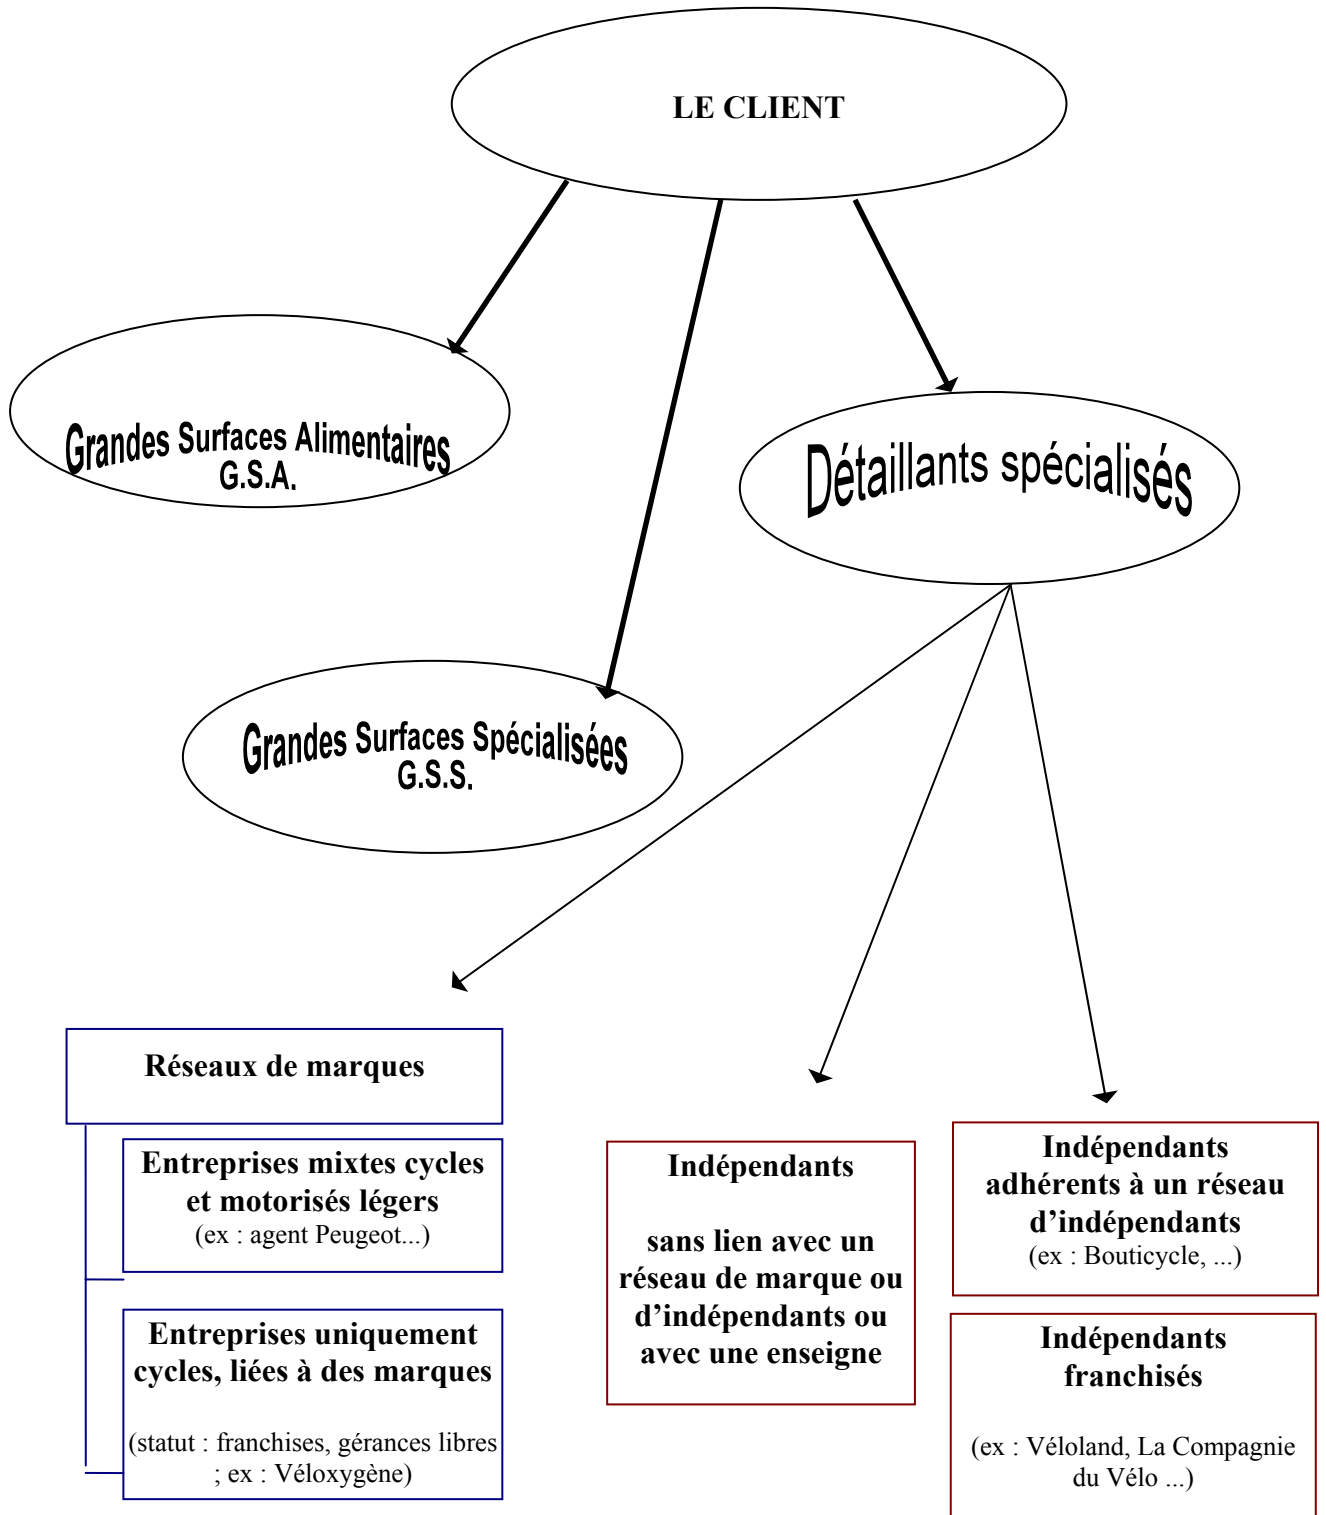 LE CLIENT
Grandes Surfaces Alimentaires
G.S.A.
Détaillants spécialisés
Grandes Surfaces Spécialisées
G.S.S.
Réseaux de marques
Entreprises mixtes cycles
et motorisés légers
(ex : agent Peugeot...)
Entreprises uniquement
cycles, liées à des marques
(statut : franchises, gérances libres
; ex : Véloxygène)
Indépendants
sans lien avec un
réseau de marque ou
d’indépendants ou
avec une enseigne
Indépendants
adhérents à un réseau
d’indépendants
(ex : Bouticycle, ...)
Indépendants
franchisés
(ex : Véloland, La Compagnie
du Vélo ...)